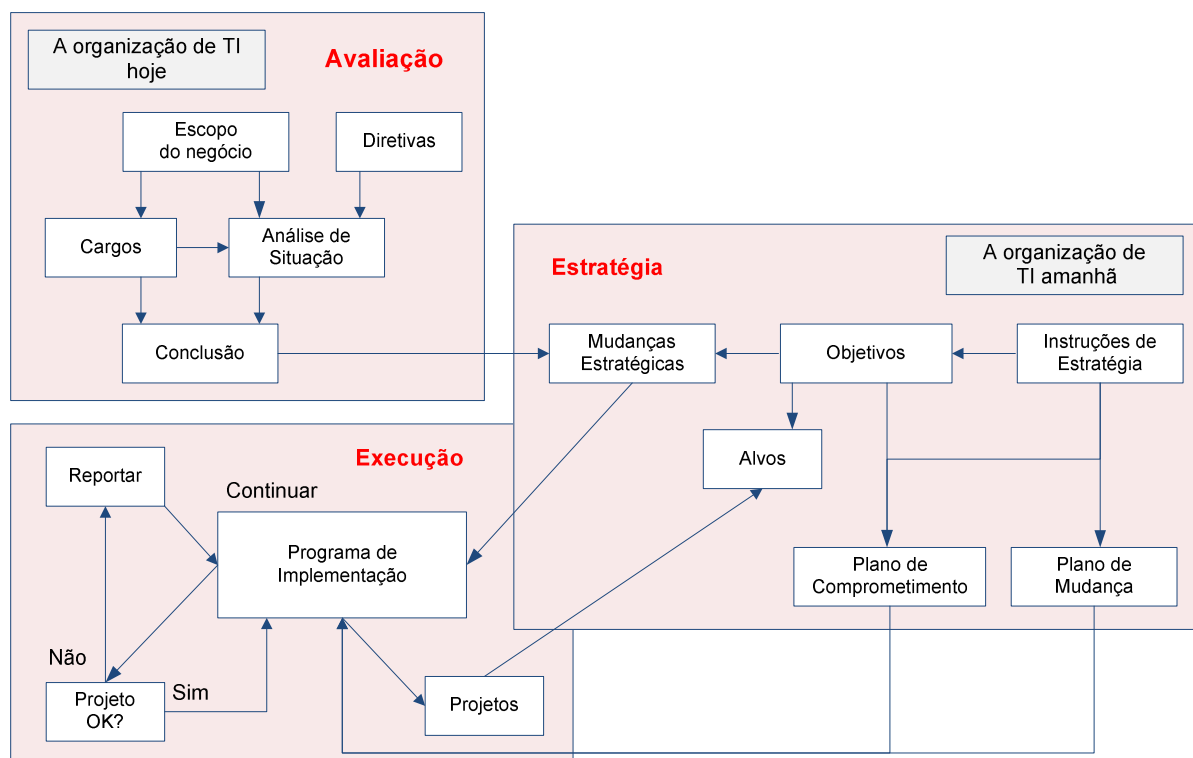 A organização de TI
hoje
Avaliação
Escopo
do negócio
Diretivas
Cargos
Análise de
Situação
Conclusão
Estratégia
A organização de
TI amanhã
Mudanças
Estratégicas
Objetivos
Instruções de
Estratégia
Alvos
Plano de
Comprometimento
Plano de
Mudança
Execução
Reportar
Continuar
Programa de
Implementação
Não
Projeto
OK?
Sim
Projetos